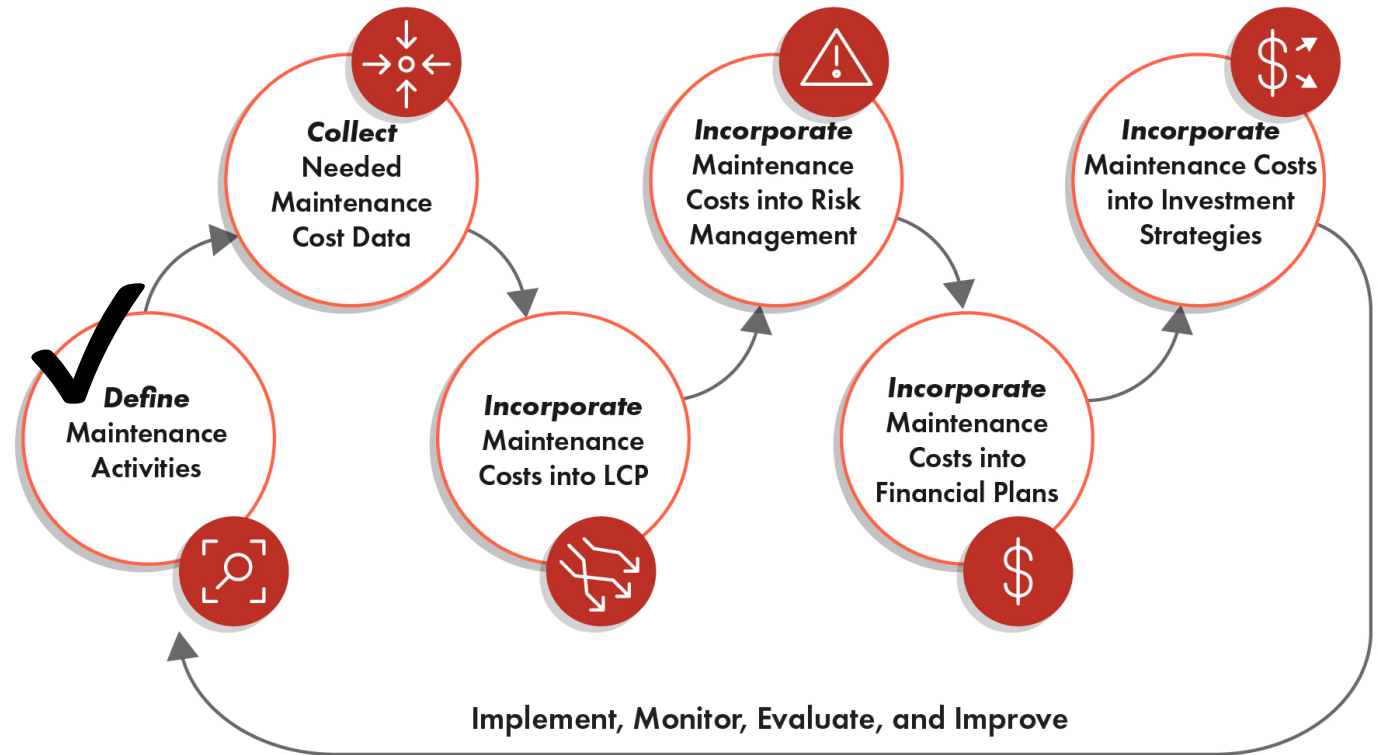 Define
Maintenance
Activities
Collect
Needed
Maintenance
Cost Data
Incorporate
Maintenance
Costs into LCP
Incorporate
Maintenance
Costs into Risk
Management
Incorporate
Maintenance
Costs into
Financial Plans
Incorporate
Maintenance Costs
into Investment
Strategies
Implement, Monitor, Evaluate, and Improve